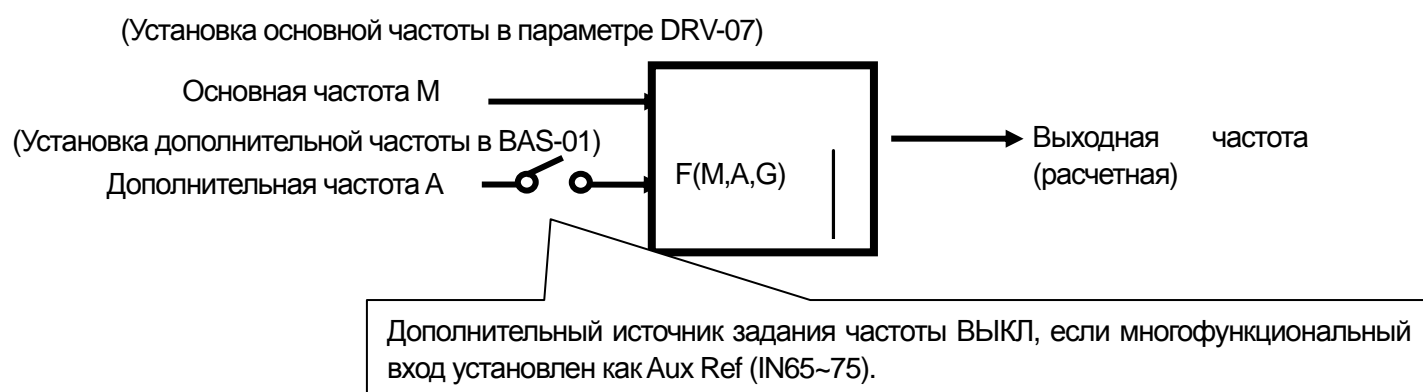 (Установка основной частоты в параметре DRV-07)
Основная частота М
(Установка дополнительной частоты в BAS-01)
Дополнительная частота А
F(M,A,G)
Выходная частота
(расчетная)
Дополнительный источник задания частоты ВЫКЛ, если многофункциональный
вход установлен как Aux Ref (IN65~75).